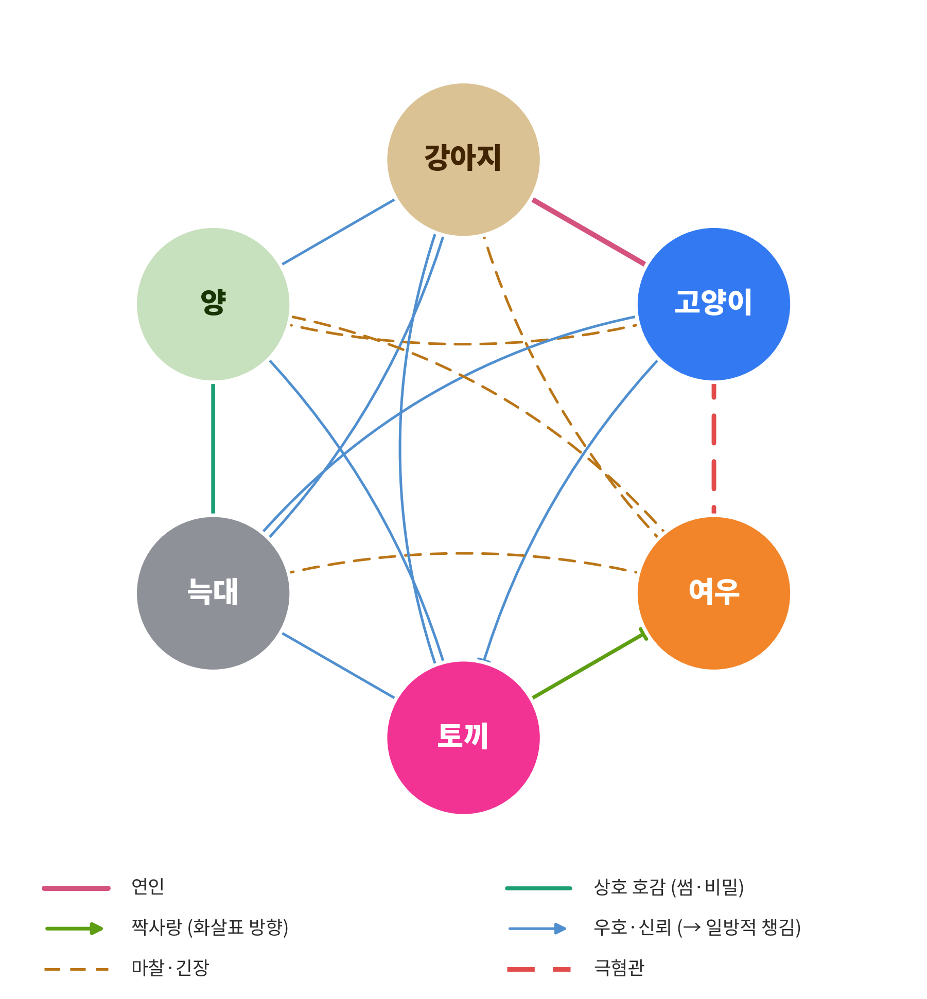 강아지
양
고양이
늑대
여우
토끼
연인
상호 호감 (썸·비밀)
짝사랑 (화살표 방향)
우호·신뢰 (→ 일방적 챙김)
마찰·긴장
극혐관